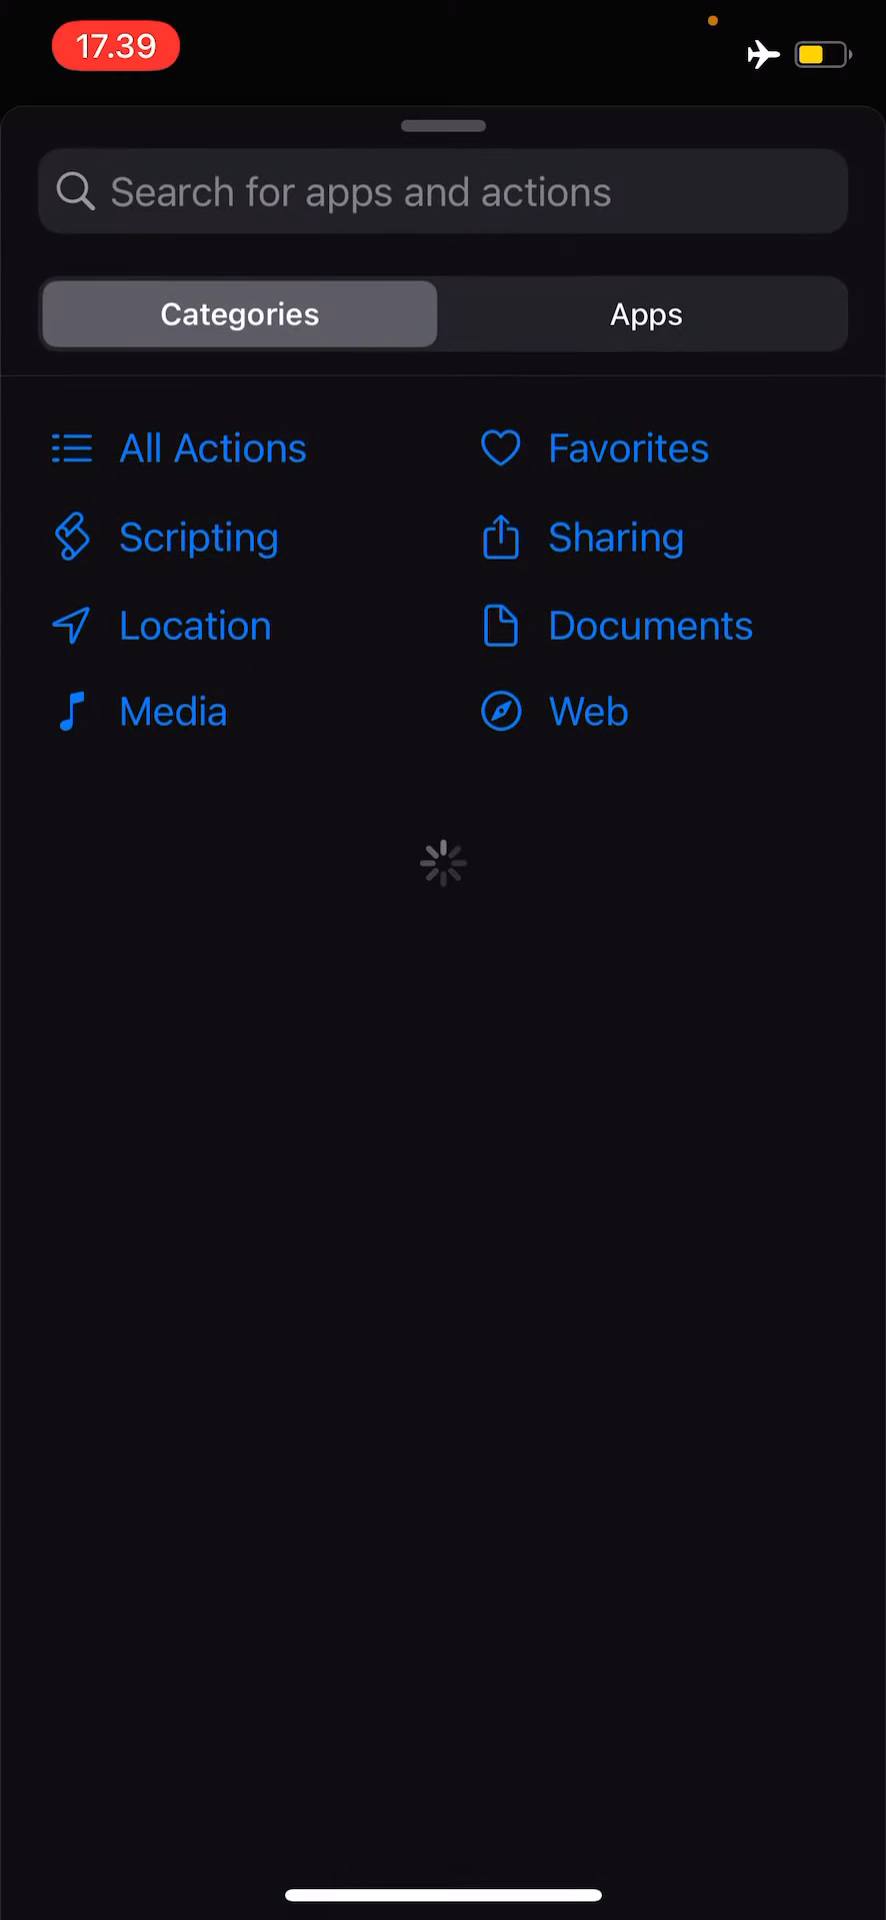 17.39
Search for apps and actions
Categories Apps
All Actions Favorites
Scripting Sharing
Location Documents
Media Web